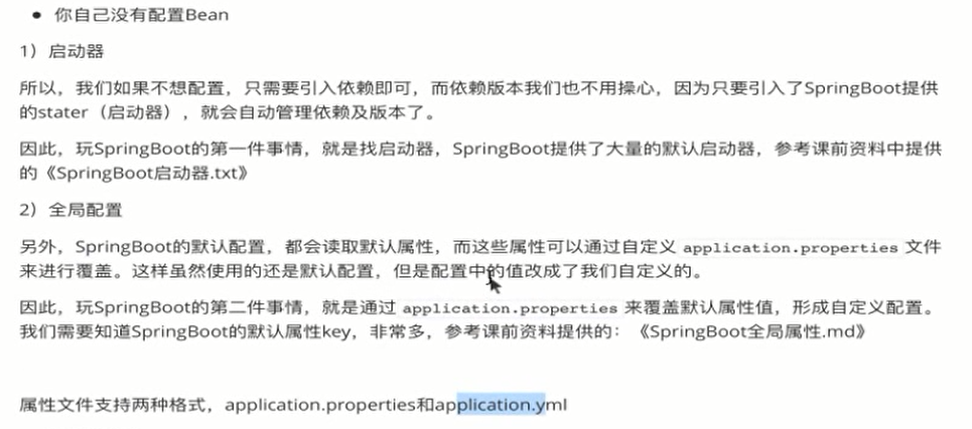 • 你自己没有配置Bean
1）启动器
所以，我们如果不想配置，只需要引入依赖即可，而依赖版本我们也不用操心，因为只要引入了SpringBoot提供
的stater（启动器），就会自动管理依赖及版本了。
因此，玩SpringBoot的第一件事情，就是找启动器，SpringBoot提供了大量的默认启动器，参考课前资料中提供
的《SpringBoot启动器.txt》
2）全局配置
另外，SpringBoot的默认配置，都会读取默认属性，而这些属性可以通过自定义 application.properties 文件
来进行覆盖。这样虽然使用的还是默认配置，但是配置中的值改成了我们自定义的。
因此，玩SpringBoot的第二件事情，就是通过 application.properties 来覆盖默认属性值，形成自定义配置。
我们需要知道SpringBoot的默认属性key，非常多，参考课前资料提供的：《SpringBoot全局属性.md》
属性文件支持两种格式，application.properties和application.yml